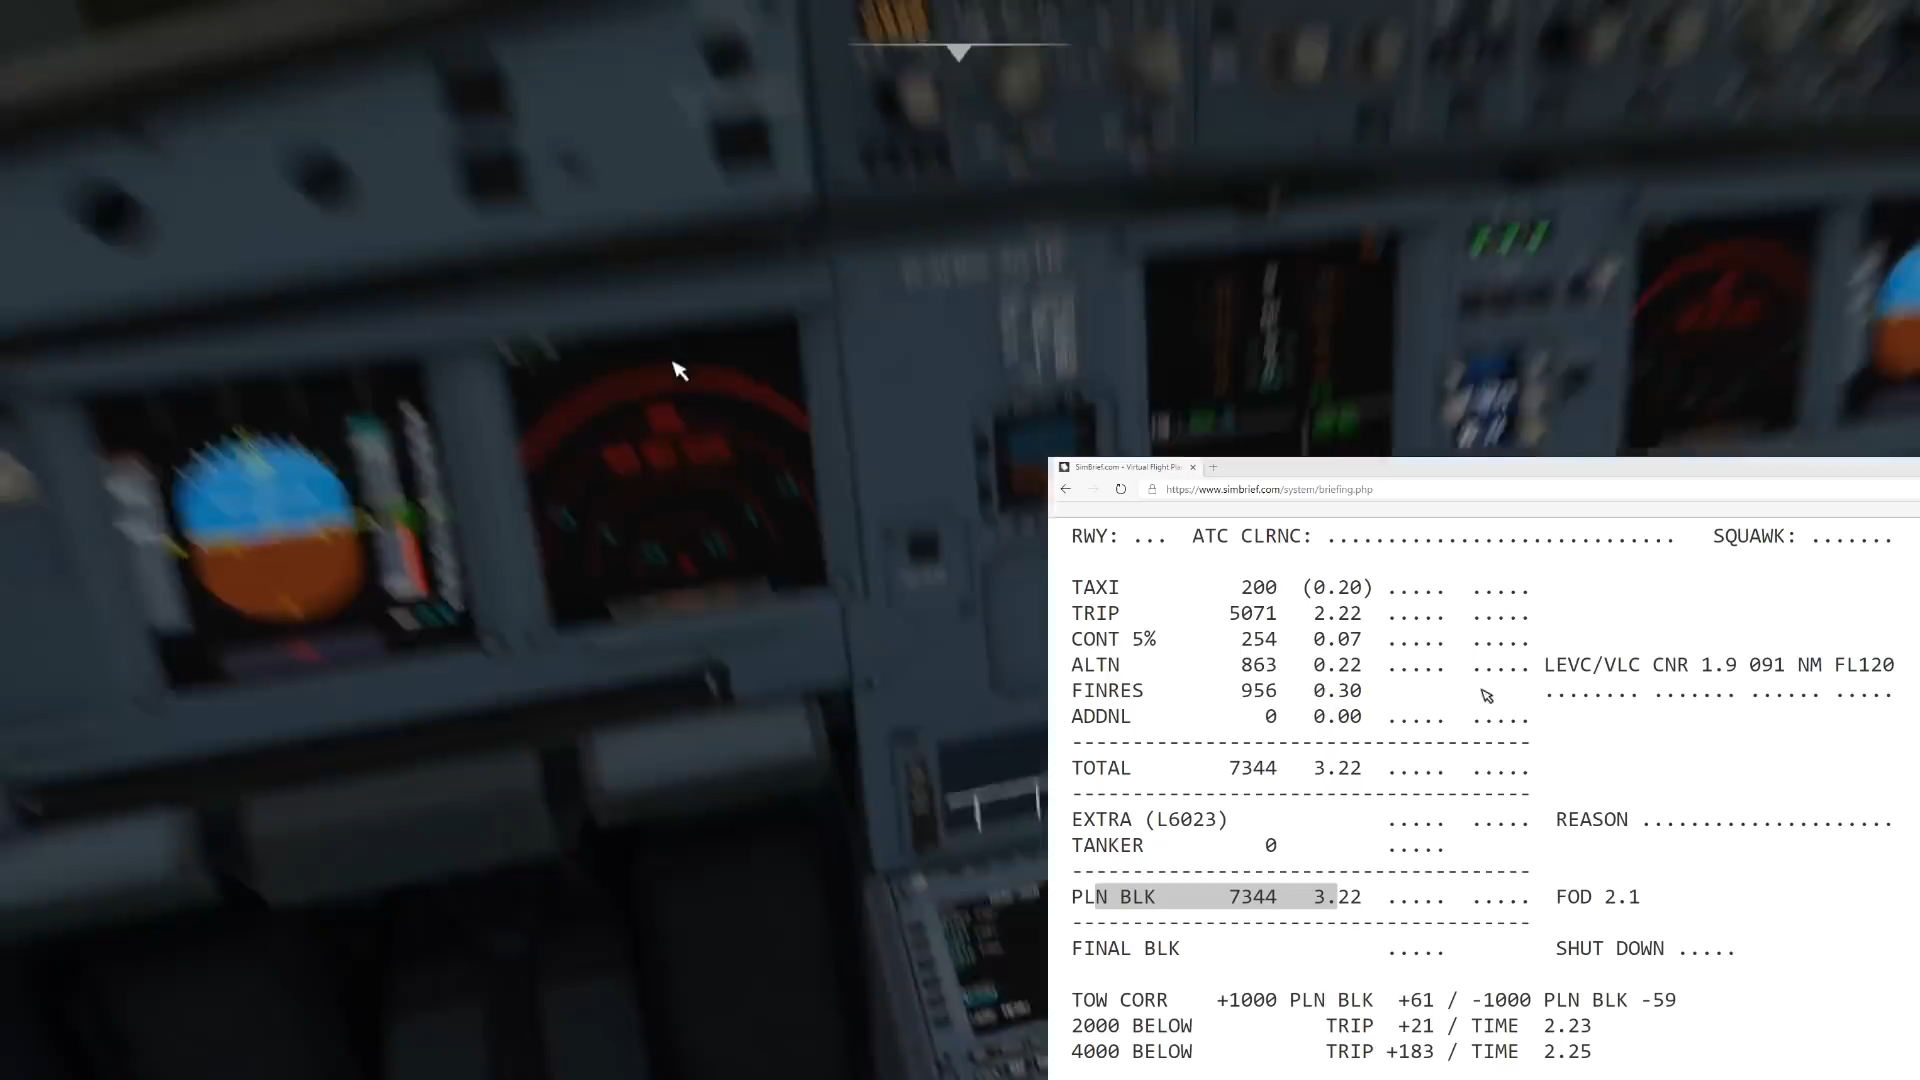 SimBrief.com - Virtual Flight Pla
https://www.simbrief.com/system/briefing.php
RWY: ... ATC CLRNC: ............................. SQUAWK: .......
TAXI 200 (0.20) ..... .....
TRIP 5071 2.22 ..... .....
CONT 5% 254 0.07 ..... .....
ALTN 863 0.22 ..... ..... LEVC/VLC CNR 1.9 091 NM FL120
FINRES 956 0.30 ........ ....... ...... .....
ADDNL 0 0.00 ..... .....
--------------------------------------
TOTAL 7344 3.22 ..... .....
--------------------------------------
EXTRA (L6023) ..... ..... REASON .....................
TANKER 0 .....
--------------------------------------
PLN BLK 7344 3.22 ..... ..... FOD 2.1
--------------------------------------
FINAL BLK ..... SHUT DOWN .....
TOW CORR +1000 PLN BLK +61 / -1000 PLN BLK -59
2000 BELOW TRIP +21 / TIME 2.23
4000 BELOW TRIP +183 / TIME 2.25